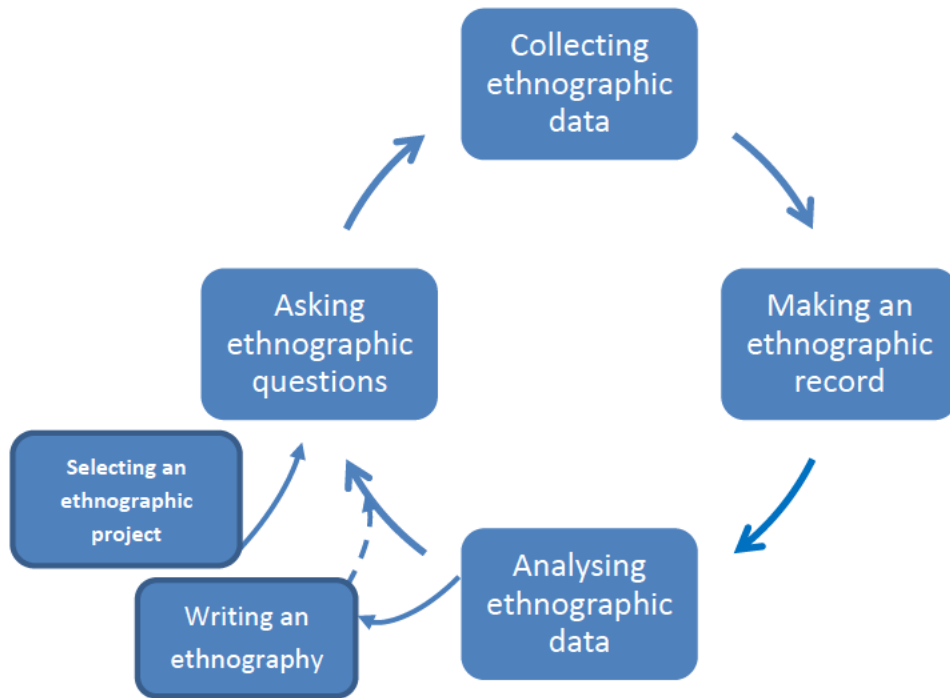 Collecting
ethnographic
data
Asking
ethnographic
questions
Making an
ethnographic
record
Selecting an
ethnographic
project
Analysing
ethnographic
data
Writing an
ethnography